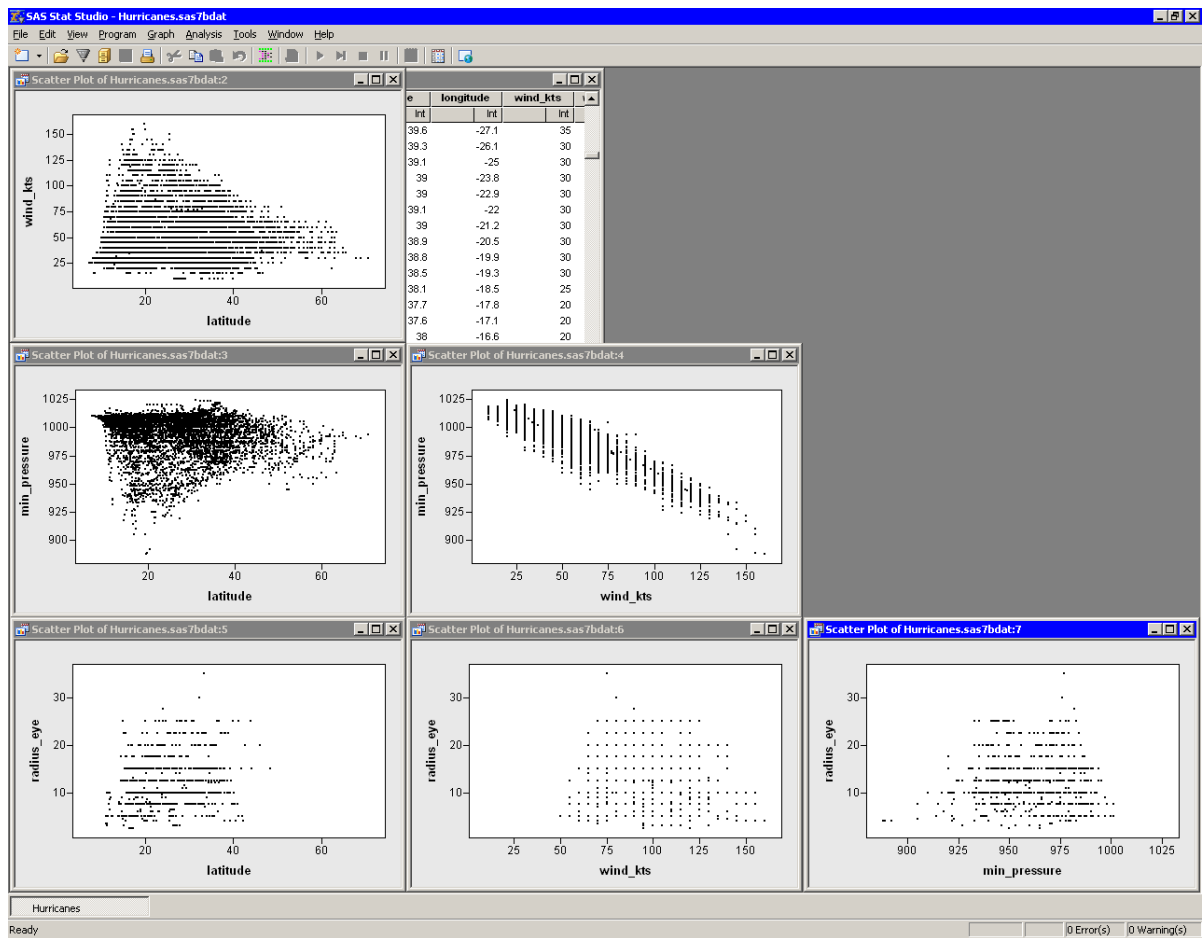 SAS Stat Studio - Hurricanes.sas7bdat
File Edit View Program Graph Analysis Tools Window Help
Scatter Plot of Hurricanes.sas7bdat:2
150
125
100
75
50
25
wind_kts
20 40 60
latitude
e longitude wind_kts
Int Int Int
39.6 -27.1 35
39.3 -26.1 30
39.1 -25 30
39 -23.8 30
39 -22.9 30
39.1 -22 30
39 -21.2 30
38.9 -20.5 30
38.8 -19.9 30
38.5 -19.3 30
38.1 -18.5 25
37.7 -17.8 20
37.6 -17.1 20
38 -16.6 20
Scatter Plot of Hurricanes.sas7bdat:3
1025
1000
975
950
925
900
min_pressure
20 40 60
latitude
Scatter Plot of Hurricanes.sas7bdat:4
1025
1000
975
950
925
900
min_pressure
25 50 75 100 125 150
wind_kts
Scatter Plot of Hurricanes.sas7bdat:5
30
20
10
radius_eye
20 40 60
latitude
Scatter Plot of Hurricanes.sas7bdat:6
30
20
10
radius_eye
25 50 75 100 125 150
wind_kts
Scatter Plot of Hurricanes.sas7bdat:7
30
20
10
radius_eye
900 925 950 975 1000 1025
min_pressure
Hurricanes
Ready 0 Error(s) 0 Warning(s)